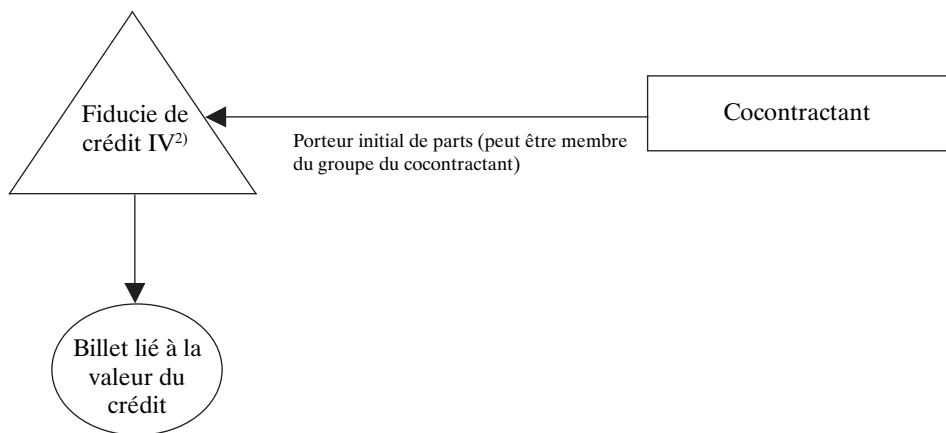 Fiducie de
crédit IV2)
Cocontractant
Porteur initial de parts (peut être membre
du groupe du cocontractant)
Billet lié à la
valeur du
crédit